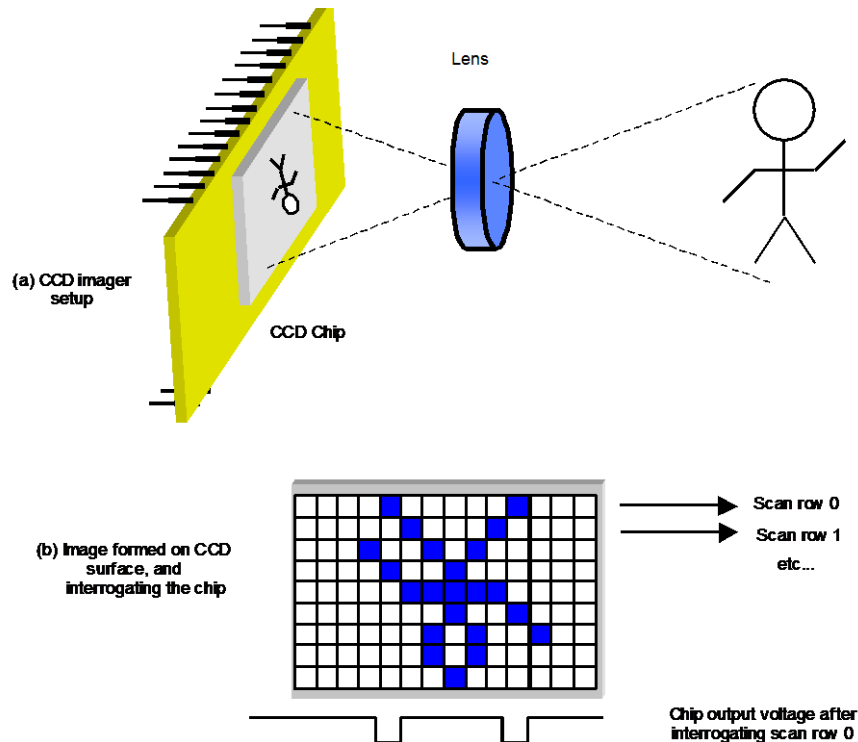 Lens
(a) CCD imager
setup
CCD Chip
Scan row 0
Scan row 1
etc...
(b) Image formed on CCD
surface, and
interrogating the chip
Chip output voltage after
interrogating scan row 0